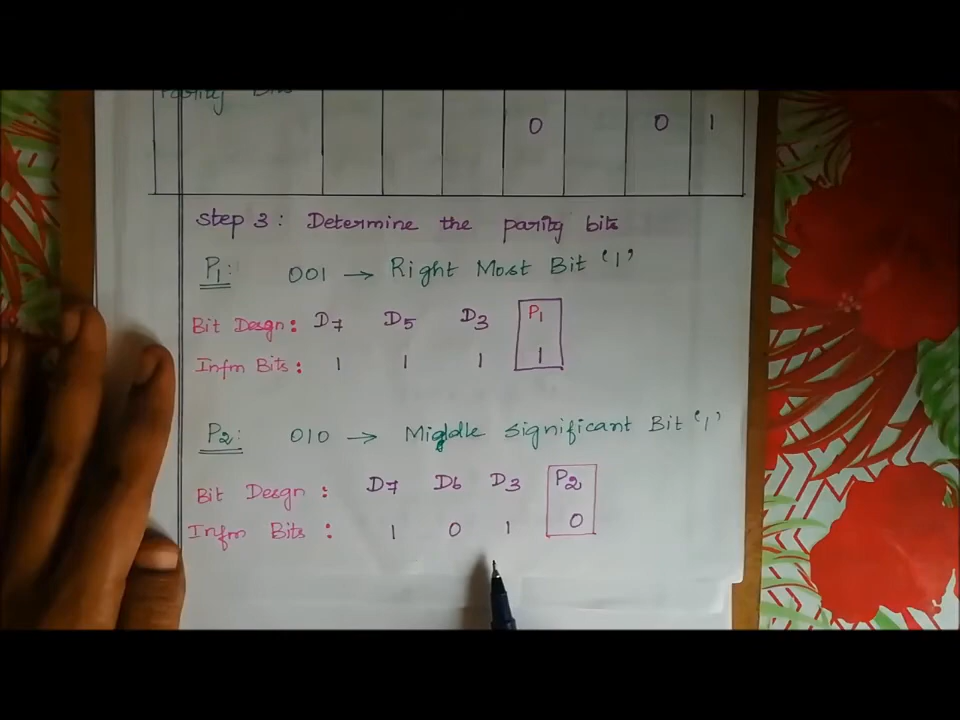 Parity Bits
0 0 1
Step 3 : Determine the parity bits
P1: 001 → Right Most Bit '1'
Bit Desgn : D7 D5 D3 P1
Infm Bits : 1 1 1 1
P2: 010 → Middle significant Bit '1'
Bit Desgn : D7 D6 D3 P2
Infm Bits : 1 0 1 0